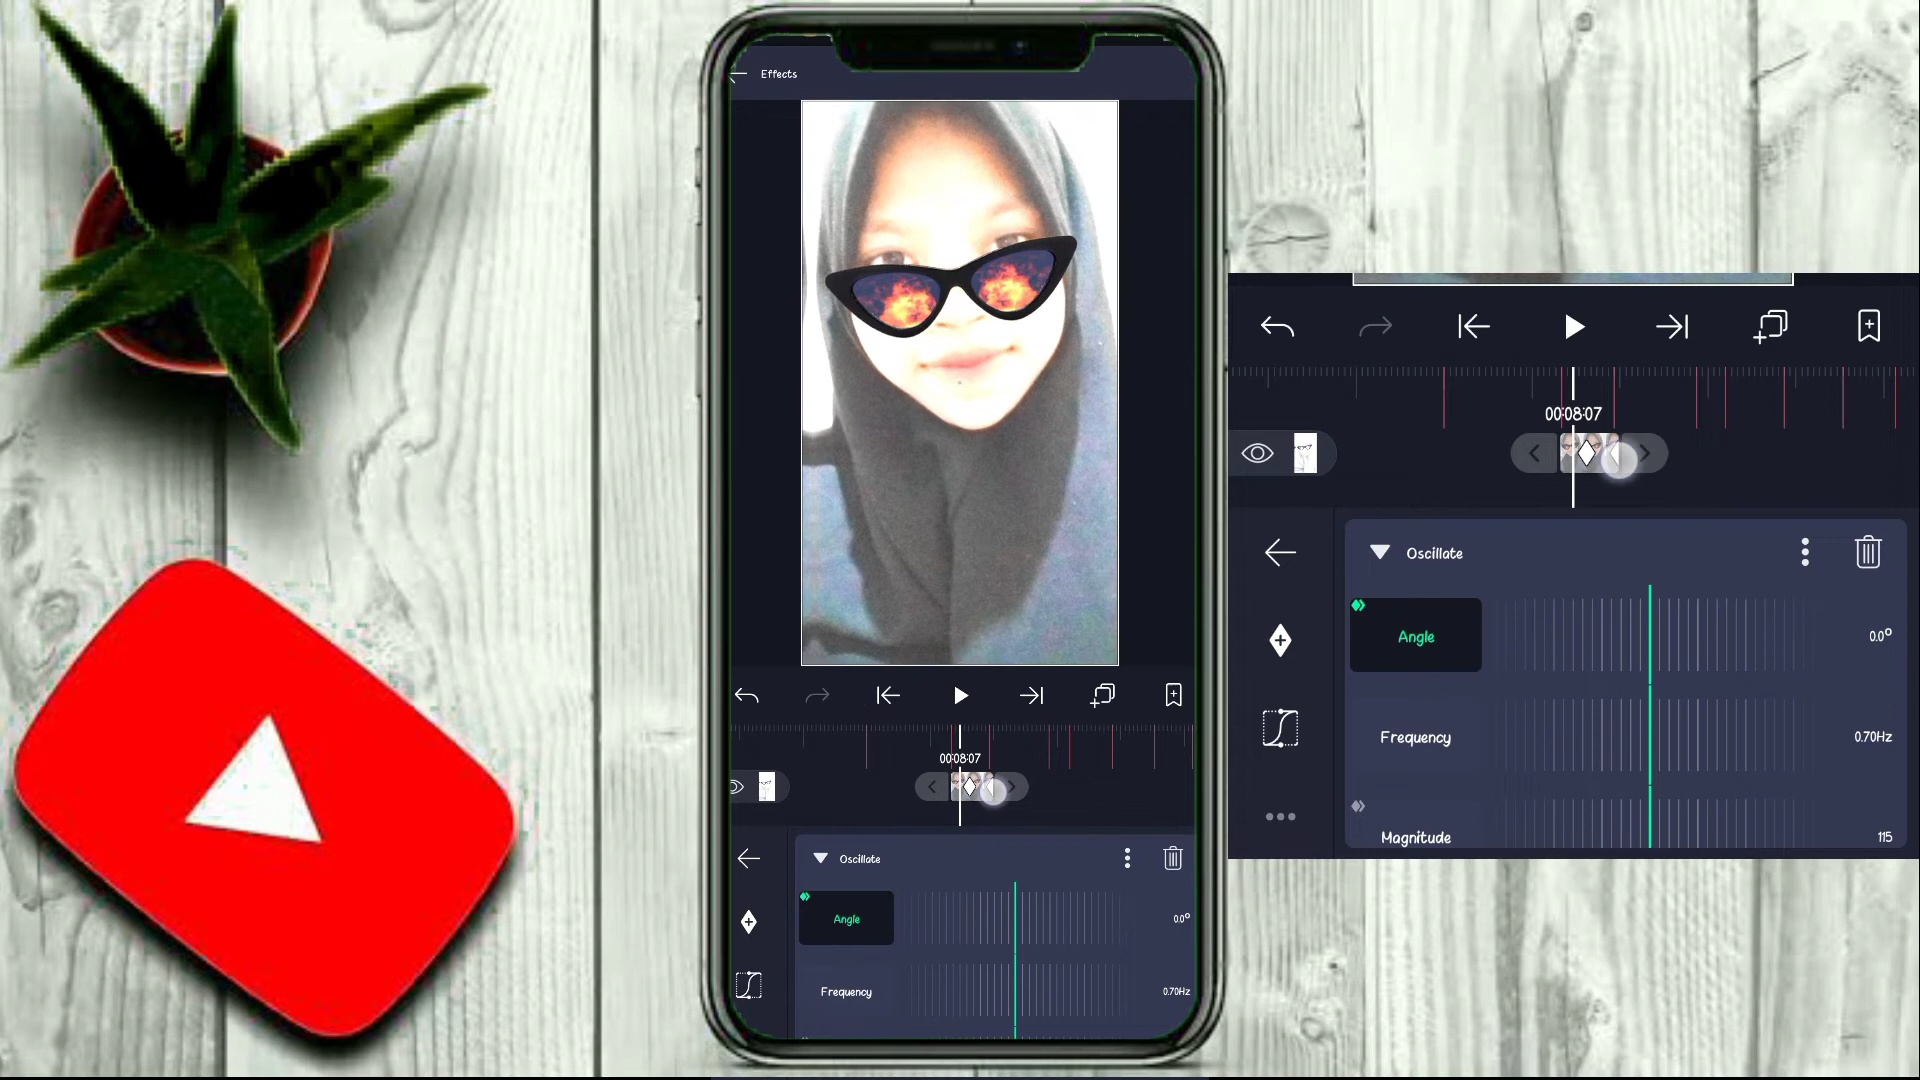 Effects
00:08:07
Oscillate
Angle
0.0°
Frequency
0.70Hz
00:08:07
Oscillate
Angle
0.0°
Frequency
0.70Hz
Magnitude
115